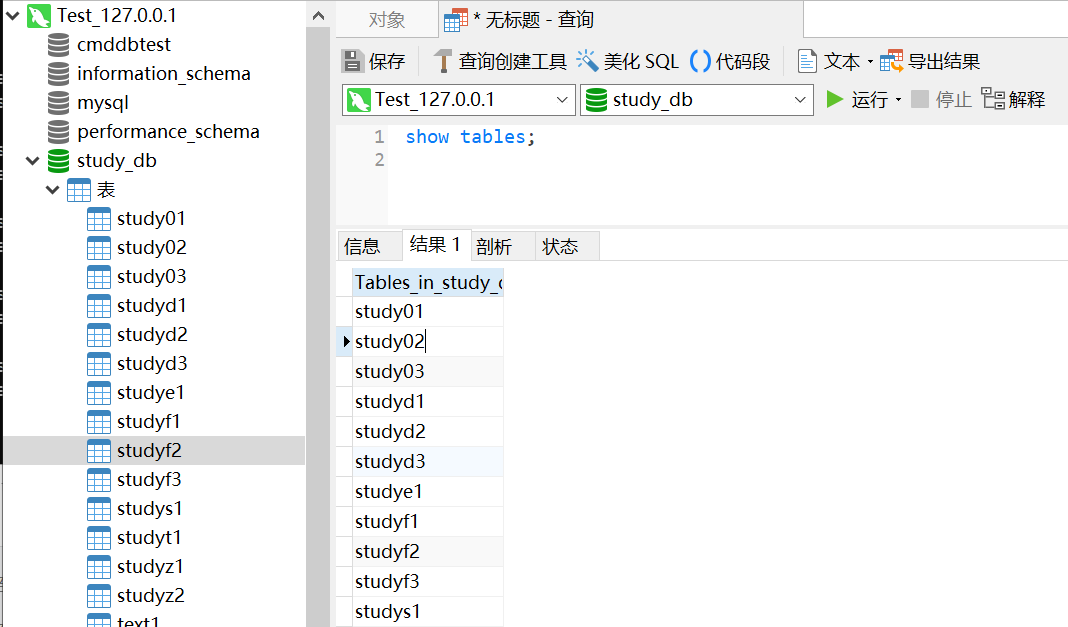 Test_127.0.0.1
cmddbtest
information_schema
mysql
performance_schema
study_db
表
study01
study02
study03
studyd1
studyd2
studyd3
studye1
studyf1
studyf2
studyf3
studys1
studyt1
studyz1
studyz2
text1
对象
* 无标题 - 查询
保存 查询创建工具 美化 SQL 代码段 文本 导出结果
Test_127.0.0.1 study_db 运行 停止 解释
1 show tables;
2
信息 结果 1 剖析 状态
Tables_in_study_
study01
study02
study03
studyd1
studyd2
studyd3
studye1
studyf1
studyf2
studyf3
studys1